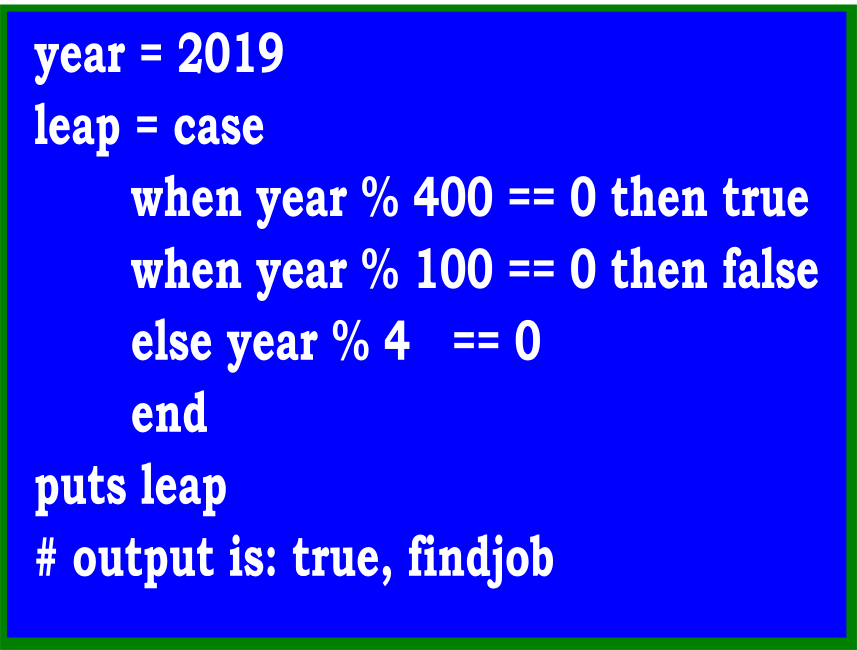 year = 2019
leap = case
when year % 400 == 0 then true
when year % 100 == 0 then false
else year % 4 == 0
end
puts leap
# output is: true, findjob